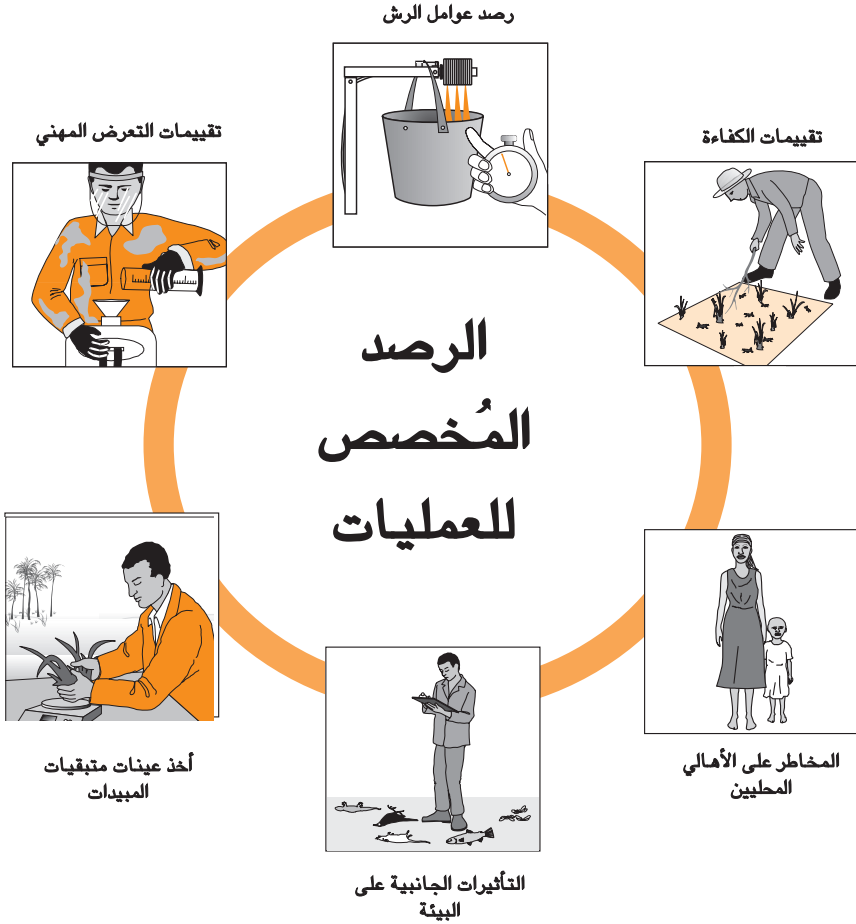 رصد عوامل الرش
تقييمات الكفاءة
تقييمات التعرض المهني
الرصد
المُخصص
للعمليات
المخاطر على الأهالي
المحليين
أخذ عينات متبقيات
المبيدات
التأثيرات الجانبية على
البيئة